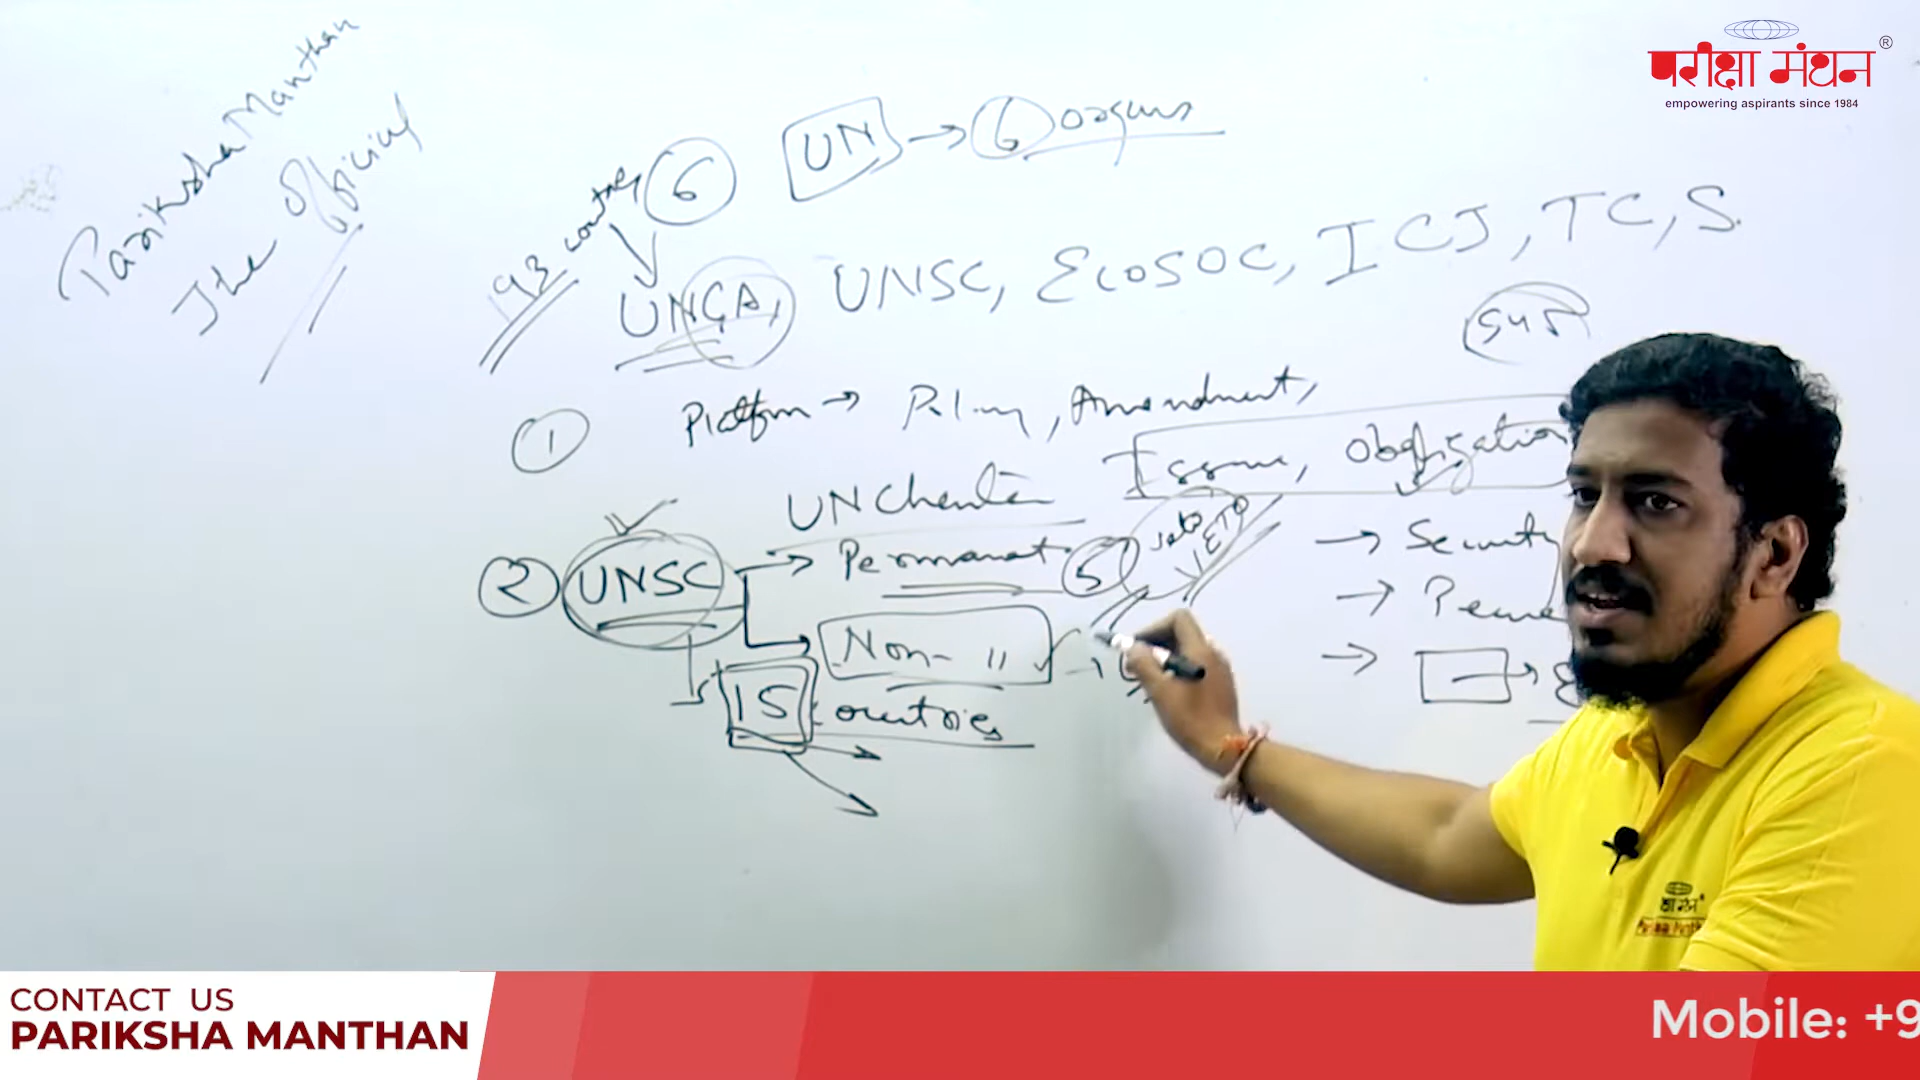 परीक्षा मंथन ®
empowering aspirants since 1984
Pariksha Manthan
The Official
UN → 6 organs
193 countries
6
UNGA, UNSC, ECOSOC, ICJ, TC, S.
① Platform → Policy, Amendment,
Issue, Obligation
UN Charter
② UNSC → Permanent 5
VETO
→ Security
Non- 〃
15 countries
CONTACT US
PARIKSHA MANTHAN
Mobile: +9